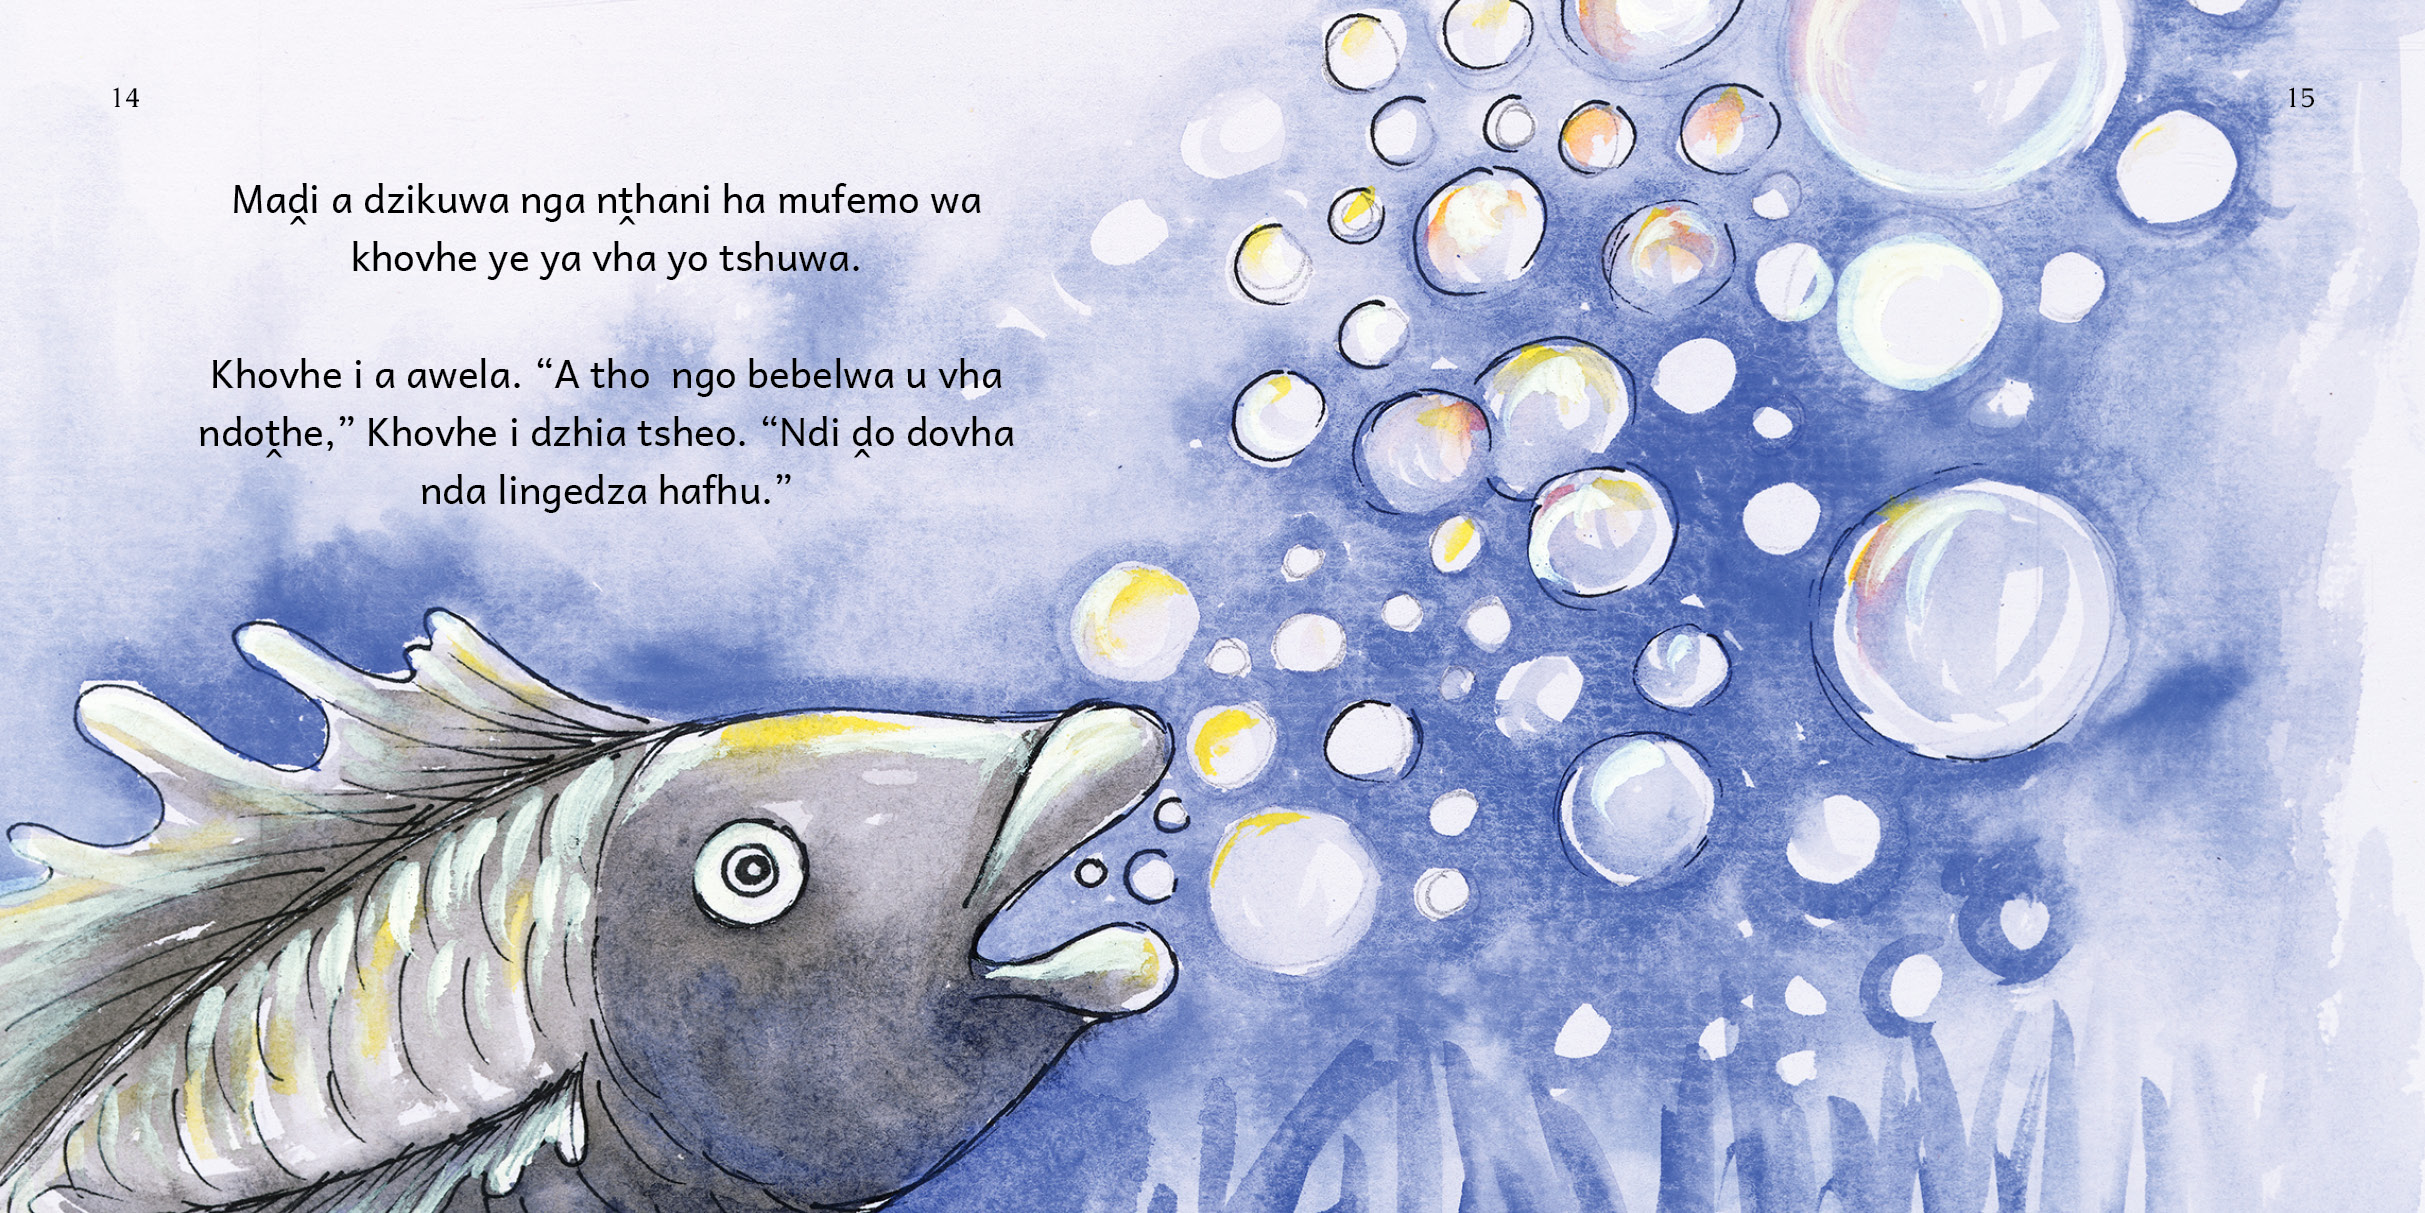 14
15
Maḓi a dzikuwa nga nṱhani ha mufemo wa
khovhe ye ya vha yo tshuwa.
Khovhe i a awela. “A tho  ngo bebelwa u vha
ndoṱhe,” Khovhe i dzhia tsheo. “Ndi ḓo dovha
nda lingedza hafhu.”